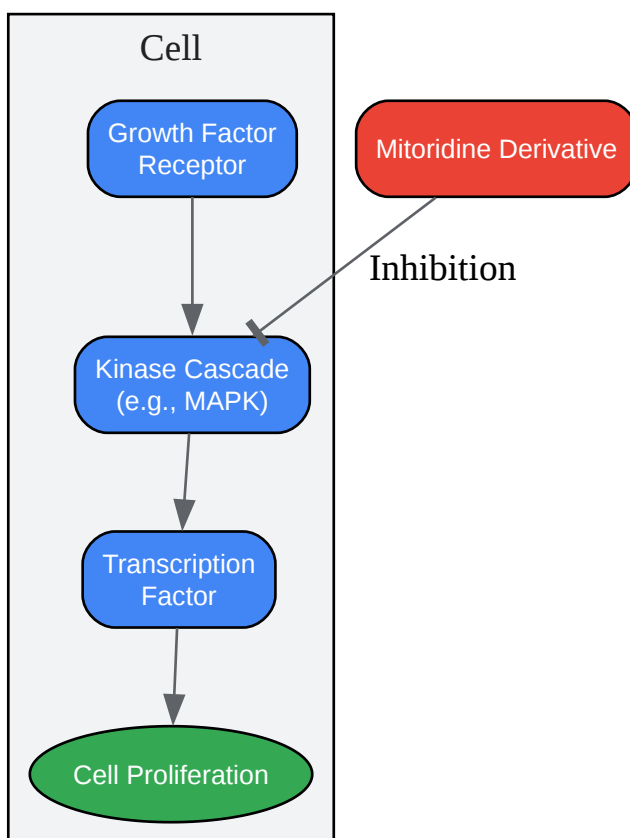 Cell
Growth Factor
Receptor
Mitoridine Derivative
Inhibition
Kinase Cascade
(e.g., MAPK)
Transcription
Factor
Cell Proliferation